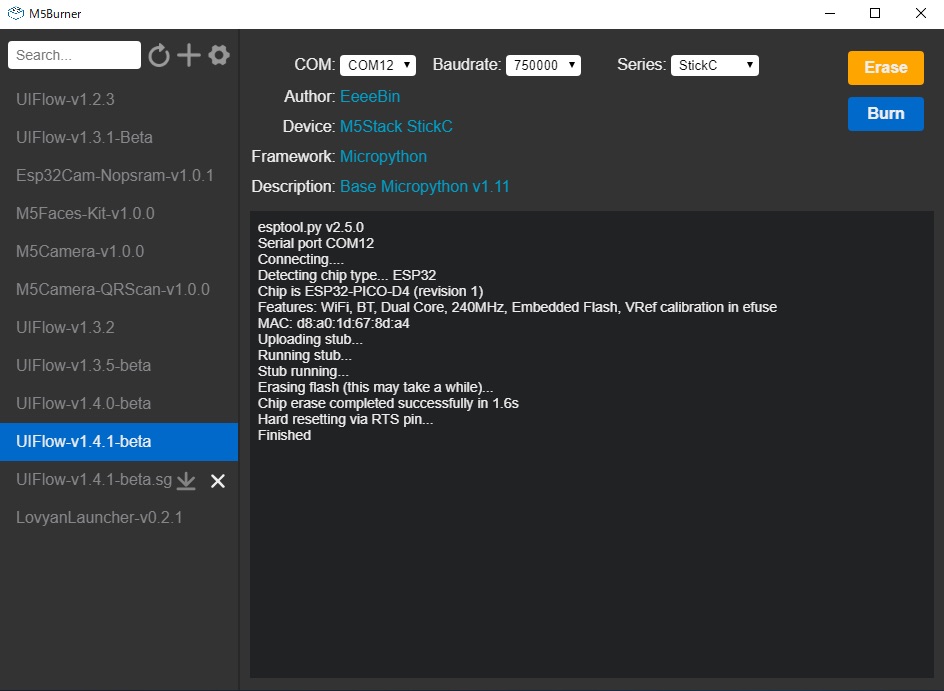 M5Burner
Search...
UIFlow-v1.2.3
UIFlow-v1.3.1-Beta
Esp32Cam-Nopsram-v1.0.1
M5Faces-Kit-v1.0.0
M5Camera-v1.0.0
M5Camera-QRScan-v1.0.0
UIFlow-v1.3.2
UIFlow-v1.3.5-beta
UIFlow-v1.4.0-beta
UIFlow-v1.4.1-beta
UIFlow-v1.4.1-beta.sg
LovyanLauncher-v0.2.1
COM: COM12 Baudrate: 750000 Series: StickC
Erase
Burn
Author: EeeeBin
Device: M5Stack StickC
Framework: Micropython
Description: Base Micropython v1.11
esptool.py v2.5.0
Serial port COM12
Connecting....
Detecting chip type... ESP32
Chip is ESP32-PICO-D4 (revision 1)
Features: WiFi, BT, Dual Core, 240MHz, Embedded Flash, VRef calibration in efuse
MAC: d8:a0:1d:67:8d:a4
Uploading stub...
Running stub...
Stub running...
Erasing flash (this may take a while)...
Chip erase completed successfully in 1.6s
Hard resetting via RTS pin...
Finished